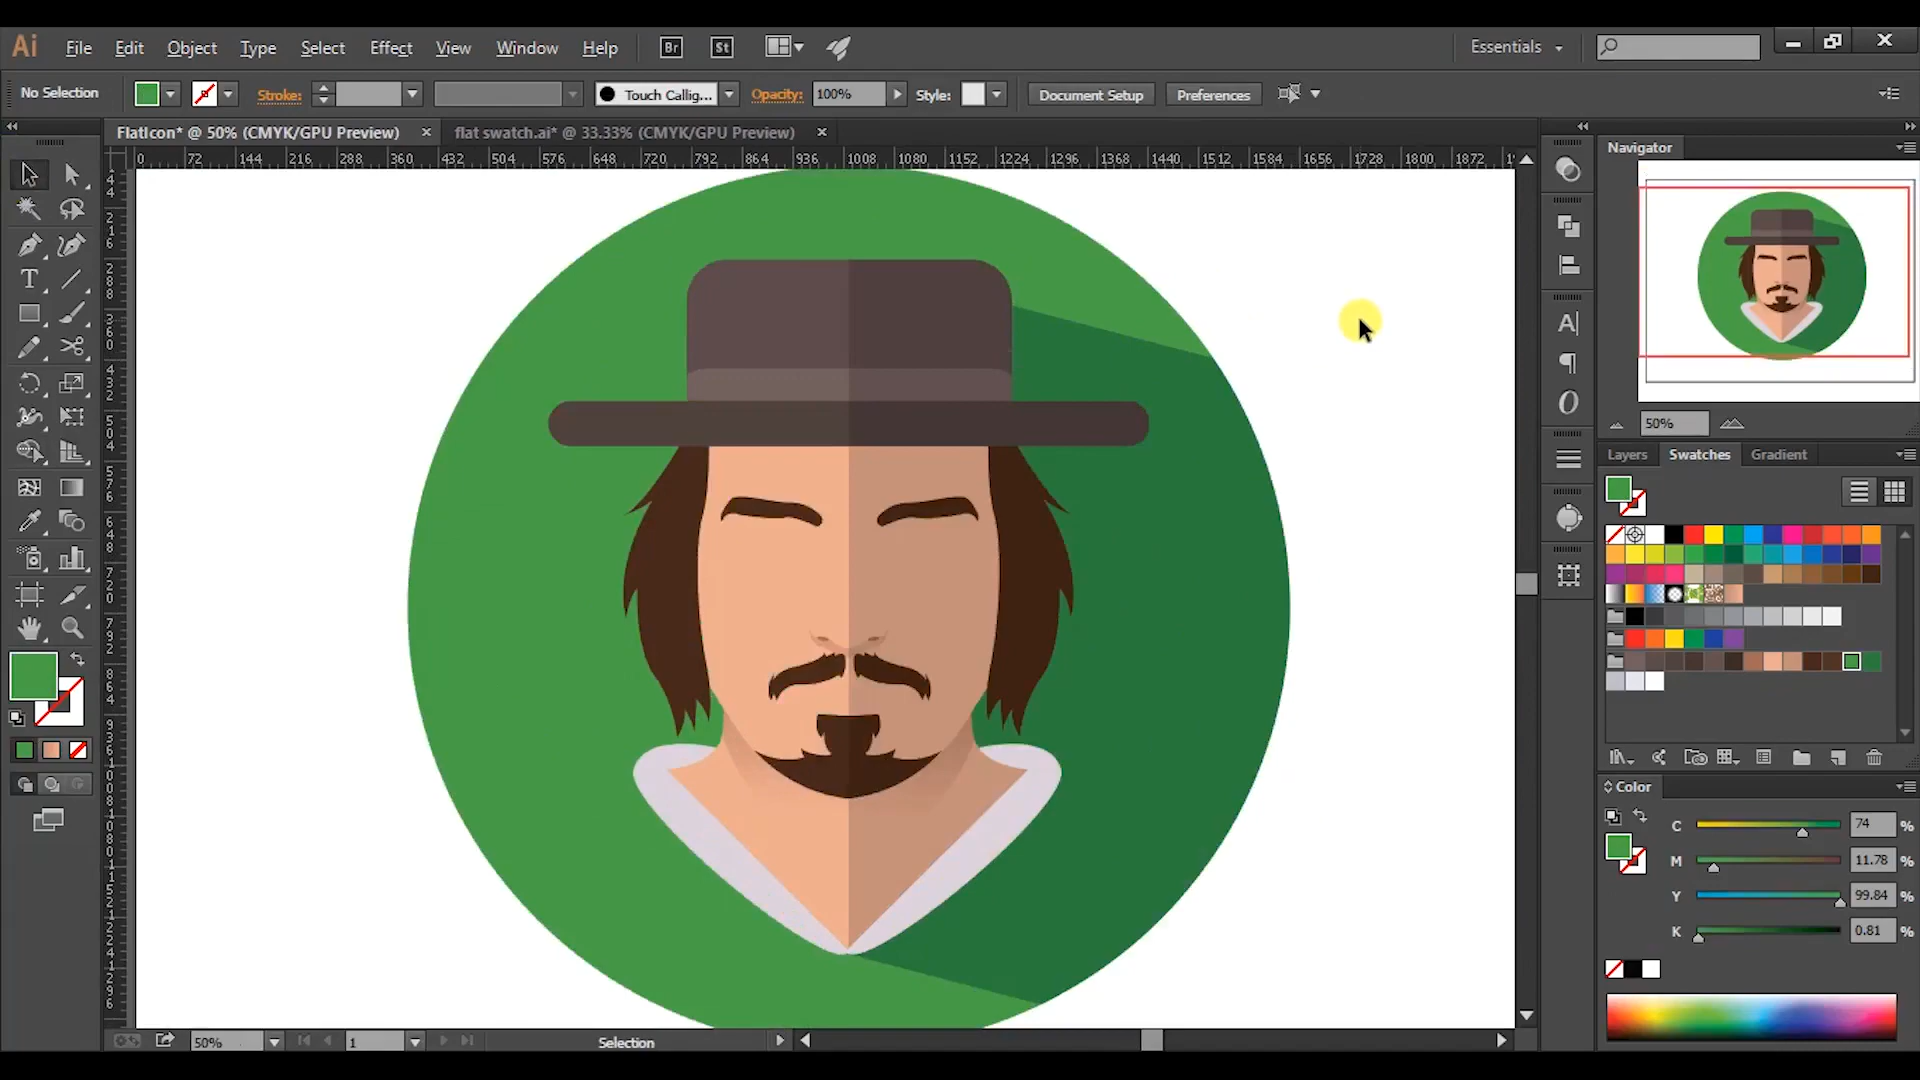 Ai File Edit Object Type Select Effect View Window Help Br St Essentials
No Selection Stroke: Touch Callig... Opacity: 100% Style: Document Setup Preferences
FlatIcon* @ 50% (CMYK/GPU Preview) × flat swatch.ai* @ 33.33% (CMYK/GPU Preview) ×
0 72 144 216 288 360 432 504 576 648 720 792 864 936 1008 1080 1152 1224 1296 1368 1440 1512 1584 1656 1728 1800 1872
Navigator
50%
Layers Swatches Gradient
Color
C 74 %
M 11.78 %
Y 99.84 %
K 0.81 %
50% 1 Selection